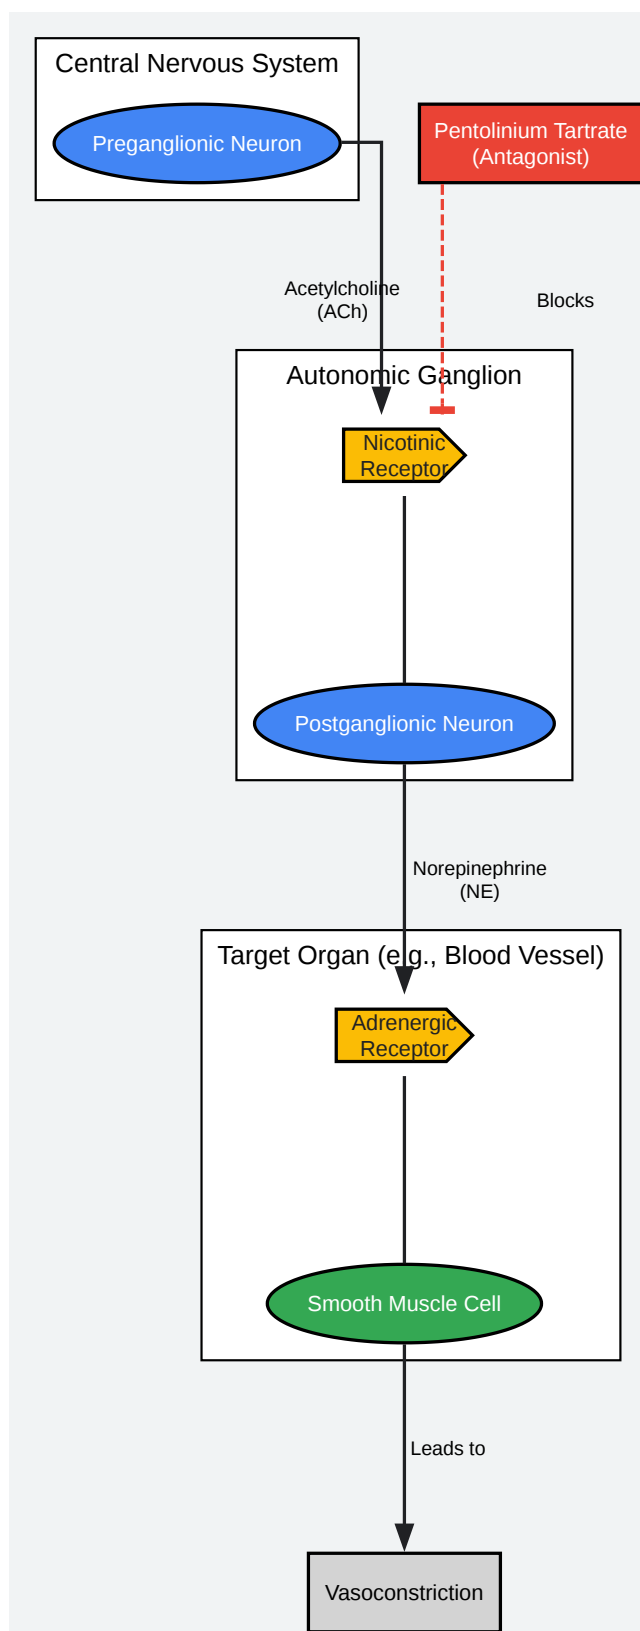 Central Nervous System
Preganglionic Neuron
Pentolinium Tartrate
(Antagonist)
Acetylcholine
(ACh)
Blocks
Autonomic Ganglion
Nicotinic
Receptor
Postganglionic Neuron
Norepinephrine
(NE)
Target Organ (e.g., Blood Vessel)
Adrenergic
Receptor
Smooth Muscle Cell
Leads to
Vasoconstriction